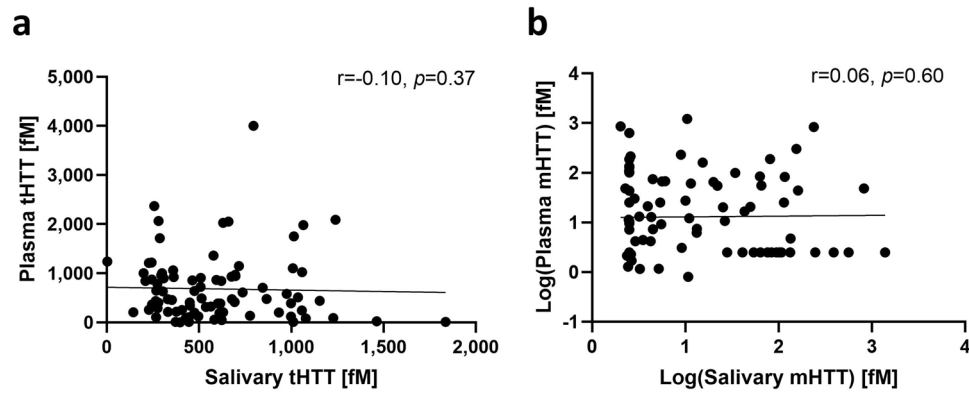 a
r=-0.10, p=0.37
Plasma tHTT [fM]
5,000
4,000
3,000
2,000
1,000
0
0
500
1,000
1,500
2,000
Salivary tHTT [fM]
b
r=0.06, p=0.60
Log(Plasma mHTT) [fM]
4
3
2
1
0
-1
0
1
2
3
4
Log(Salivary mHTT) [fM]